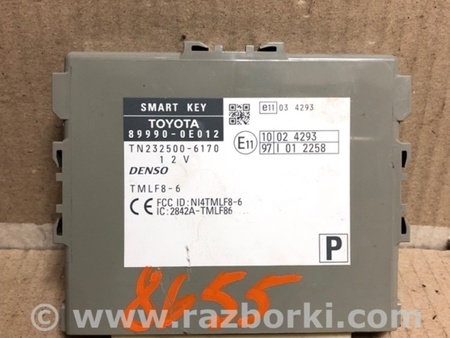 SMART KEY
TOYOTA
89990-0E012
TN232500-6170
12V
DENSO
TMLF8-6
CE FCC ID:NI4TMLF8-6
IC:2842A-TMLF86
e11 03 4293
E11 10 02 4293
97 I 01 2258
P
8655
www.razborki.com